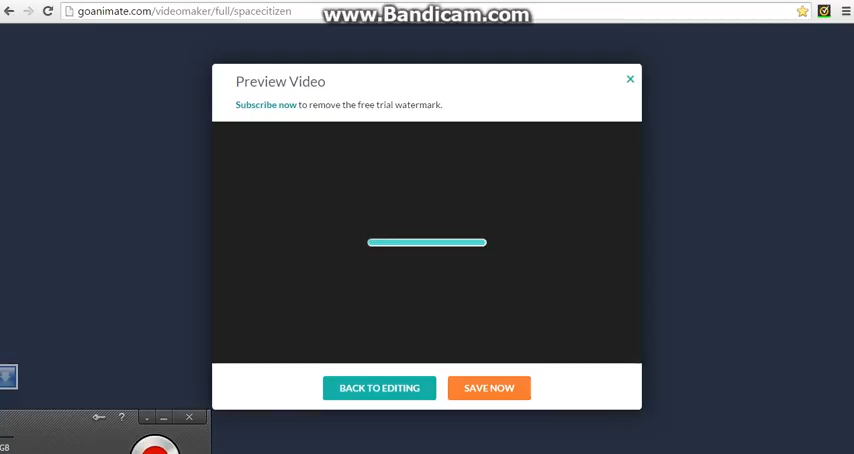 goanimate.com/videomaker/full/spacecitizen
www.Bandicam.com
Preview Video
Subscribe now to remove the free trial watermark.
BACK TO EDITING
SAVE NOW
?
GB